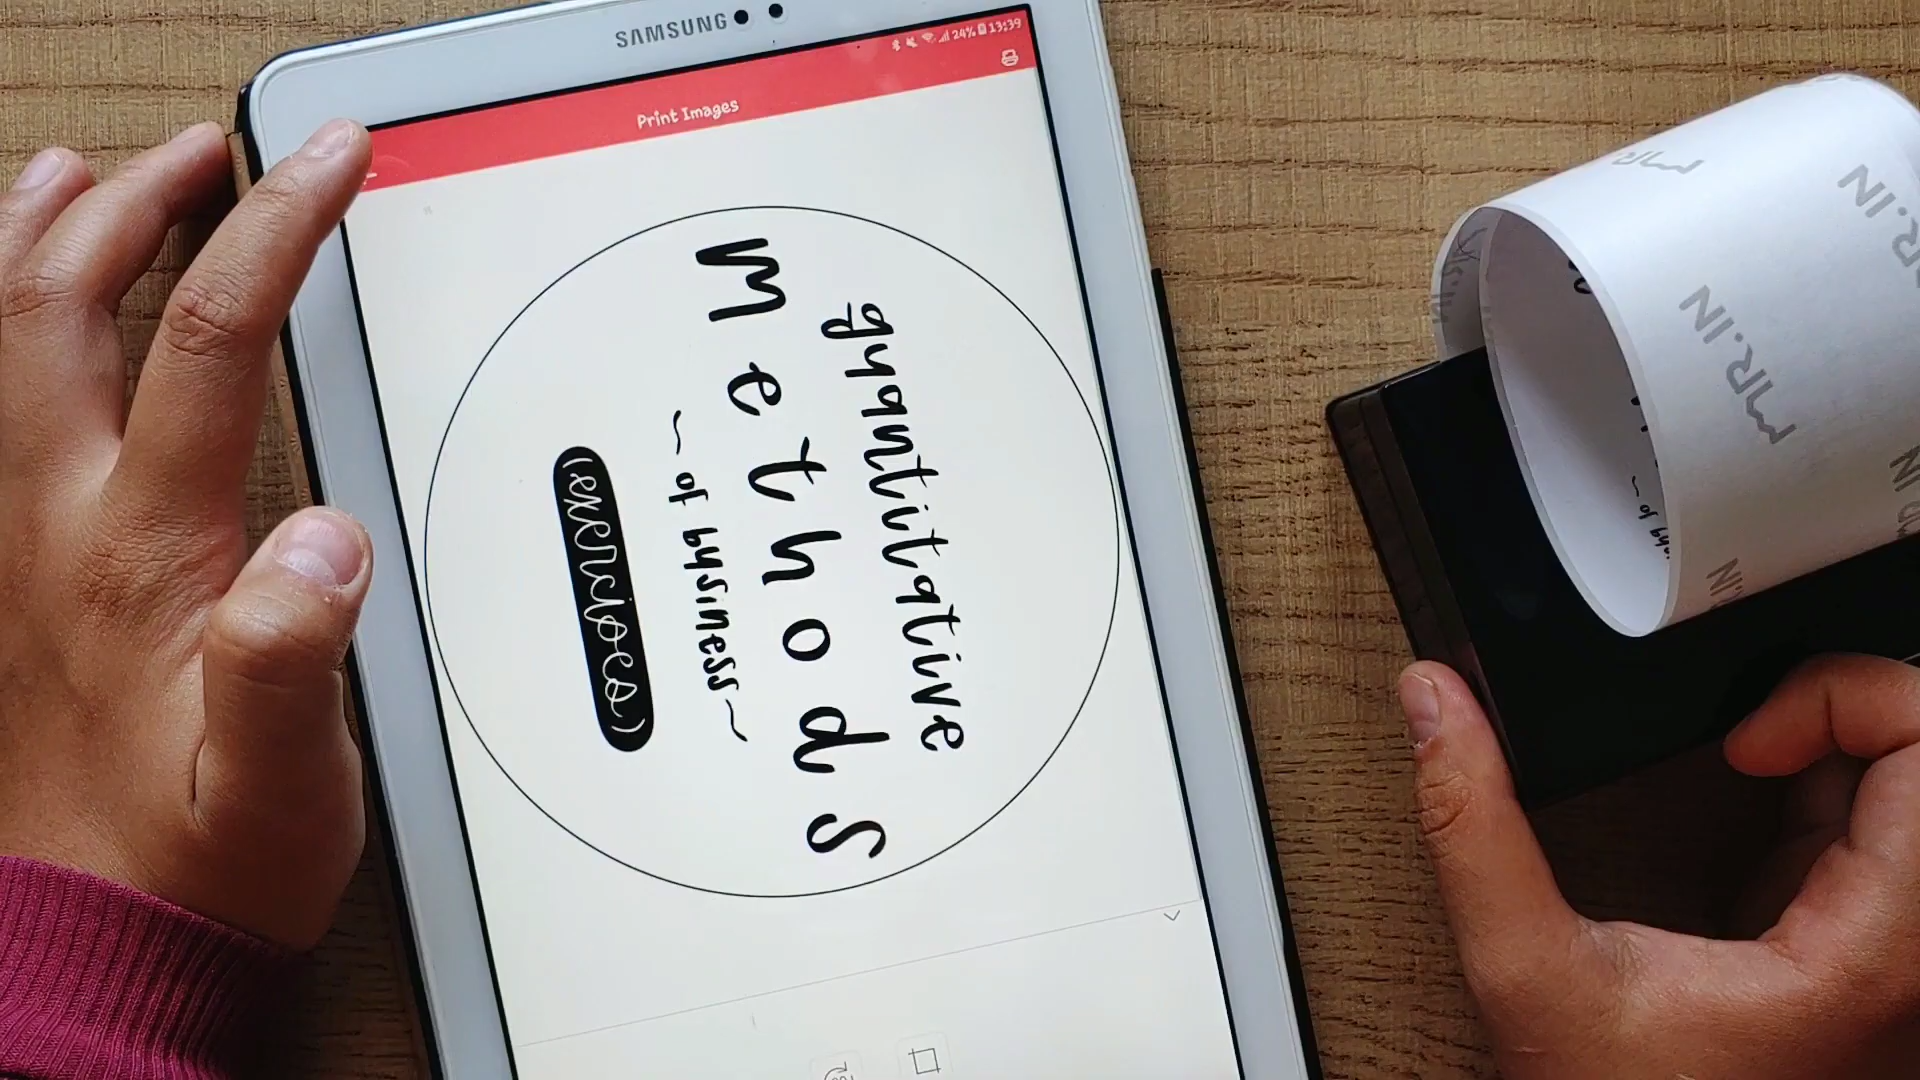 SAMSUNG
24% 13:39
Print Images
quantitative
Methods
~ of business ~
(exercices)
MR.IN
MR.IN
MR.IN